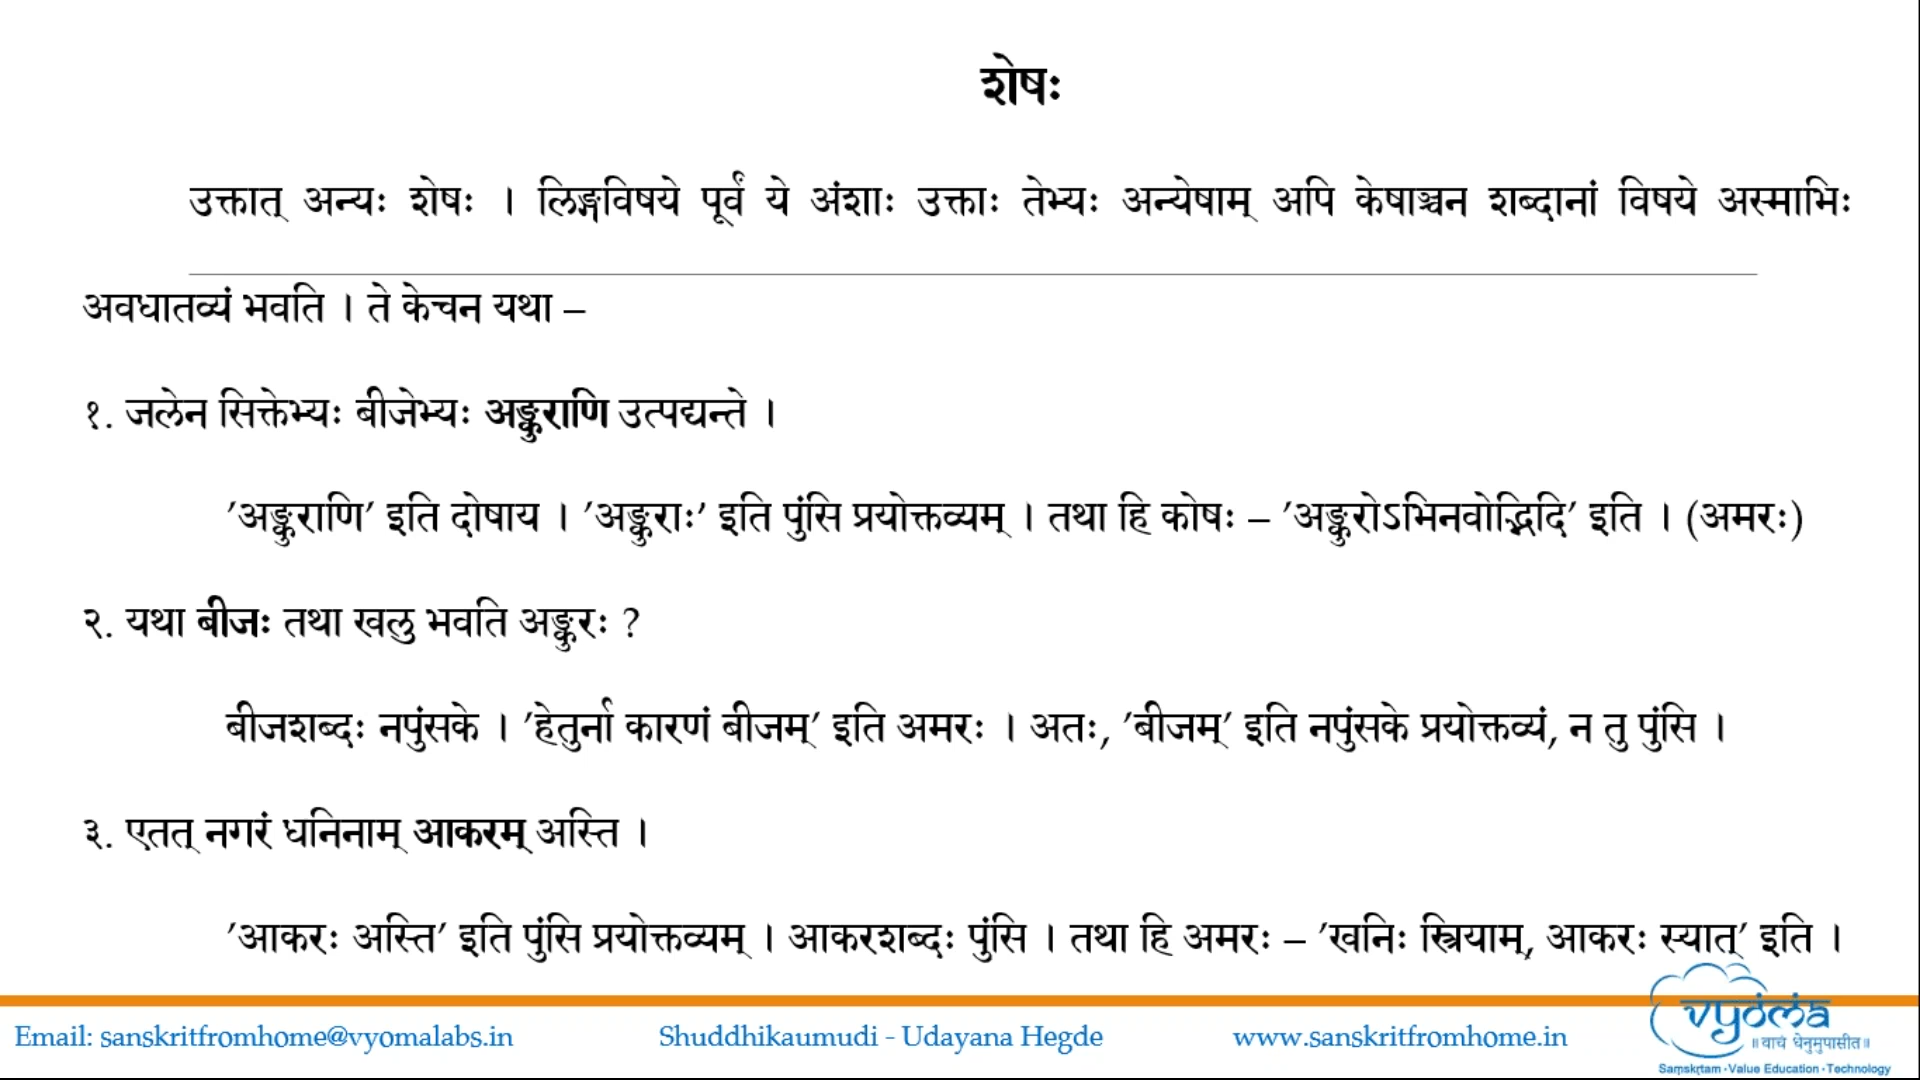 शेषः
उक्तात् अन्यः शेषः । लिङ्गविषये पूर्वं ये अंशाः उक्ताः तेभ्यः अन्येषाम् अपि केषाञ्चन शब्दानां विषये अस्माभिः
अवधातव्यं भवति । ते केचन यथा –
१. जलेन सिक्तेभ्यः बीजेभ्यः अङ्कुराणि उत्पद्यन्ते ।
’अङ्कुराणि’ इति दोषाय । ’अङ्कुराः’ इति पुंसि प्रयोक्तव्यम् । तथा हि कोषः – ’अङ्कुरोऽभिनवोद्भिदि’ इति । (अमरः)
२. यथा बीजः तथा खलु भवति अङ्कुरः ?
बीजशब्दः नपुंसके । ’हेतुर्ना कारणं बीजम्’ इति अमरः । अतः, ’बीजम्’ इति नपुंसके प्रयोक्तव्यं, न तु पुंसि ।
३. एतत् नगरं धनिनाम् आकरम् अस्ति ।
’आकरः अस्ति’ इति पुंसि प्रयोक्तव्यम् । आकरशब्दः पुंसि । तथा हि अमरः – ’खनिः स्त्रियाम्, आकरः स्यात्’ इति ।
Email: sanskritfromhome@vyomalabs.in Shuddhikaumudi - Udayana Hegde www.sanskritfromhome.in
vyoma
॥ वाचं धेनुमुपासीत ॥
Saṃskṛtam · Value Education · Technology